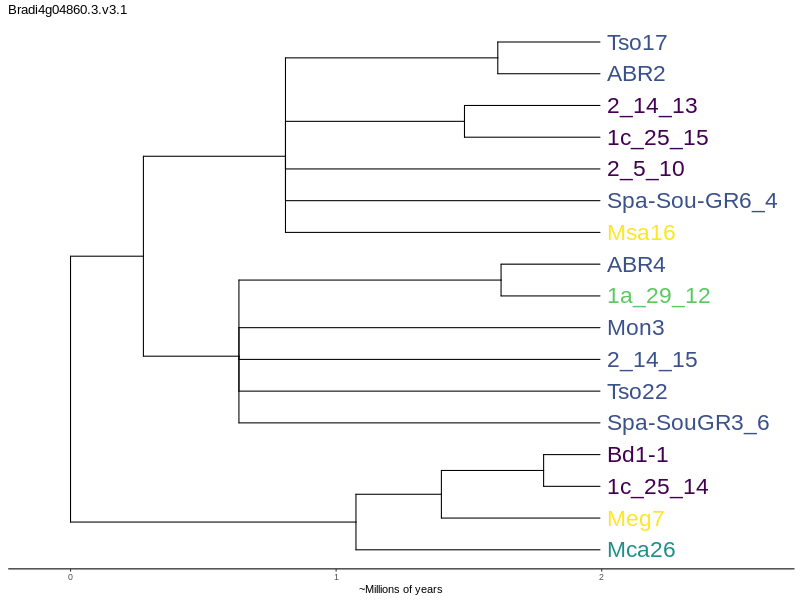 Bradi4g04860.3.v3.1
Tso17
ABR2
2_14_13
1c_25_15
2_5_10
Spa-Sou-GR6_4
Msa16
ABR4
1a_29_12
Mon3
2_14_15
Tso22
Spa-SouGR3_6
Bd1-1
1c_25_14
Meg7
Mca26
0 1 2
~Millions of years